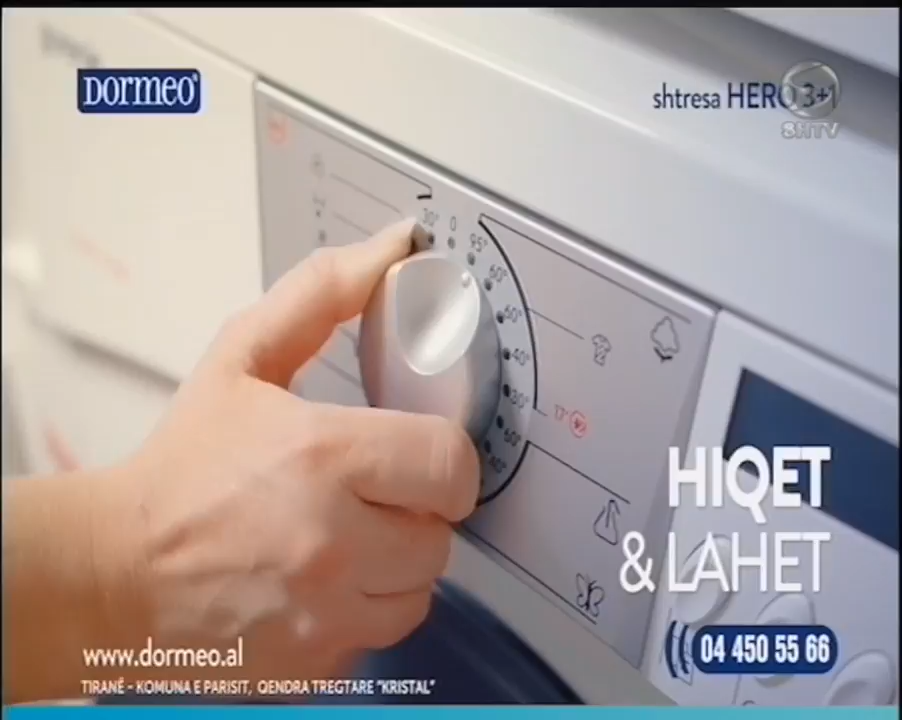 DORMEO
shtresa HERO 3+1
SHTV
30° 0 95°
60°
60°
40°
30°
60°
40°
17°
HIQET
& LAHET
04 450 55 66
www.dormeo.al
TIRANË - KOMUNA E PARISIT, QENDRA TREGTARE "KRISTAL"